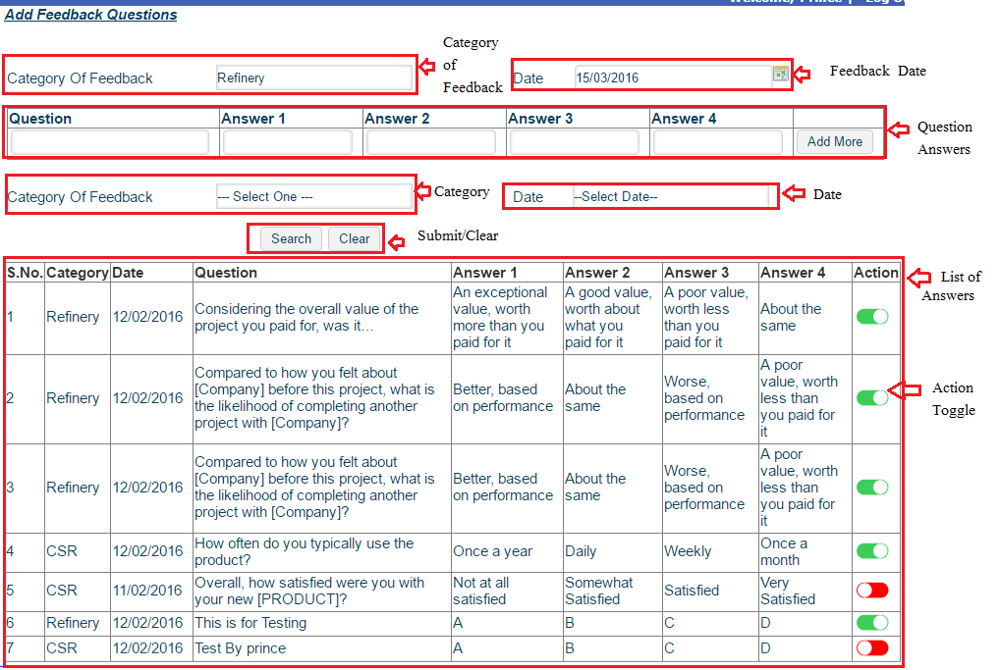 Welcome, Prince |
Add Feedback Questions
Category
of
Feedback
Category Of Feedback
Refinery
Date
15/03/2016
Feedback Date
Question Answer 1 Answer 2 Answer 3 Answer 4
Add More
Question
Answers
Category Of Feedback
--- Select One ---
Category
Date
--Select Date--
Date
Search Clear
Submit/Clear
List of
Answers
S.No. Category Date Question Answer 1 Answer 2 Answer 3 Answer 4 Action
1
Refinery
12/02/2016
Considering the overall value of the
project you paid for, was it…
An exceptional
value, worth
more than you
paid for it
A good value,
worth about
what you
paid for it
A poor value,
worth less
than you
paid for it
About the
same
2
Refinery
12/02/2016
Compared to how you felt about
[Company] before this project, what is
the likelihood of completing another
project with [Company]?
Better, based
on performance
About the
same
Worse,
based on
performance
A poor
value, worth
less than
you paid for
it
Action
Toggle
3
Refinery
12/02/2016
Compared to how you felt about
[Company] before this project, what is
the likelihood of completing another
project with [Company]?
Better, based
on performance
About the
same
Worse,
based on
performance
A poor
value, worth
less than
you paid for
it
4
CSR
12/02/2016
How often do you typically use the
product?
Once a year
Daily
Weekly
Once a
month
5
CSR
11/02/2016
Overall, how satisfied were you with
your new [PRODUCT]?
Not at all
satisfied
Somewhat
Satisfied
Satisfied
Very
Satisfied
6 Refinery 12/02/2016 This is for Testing A B C D
7 CSR 12/02/2016 Test By prince A B C D